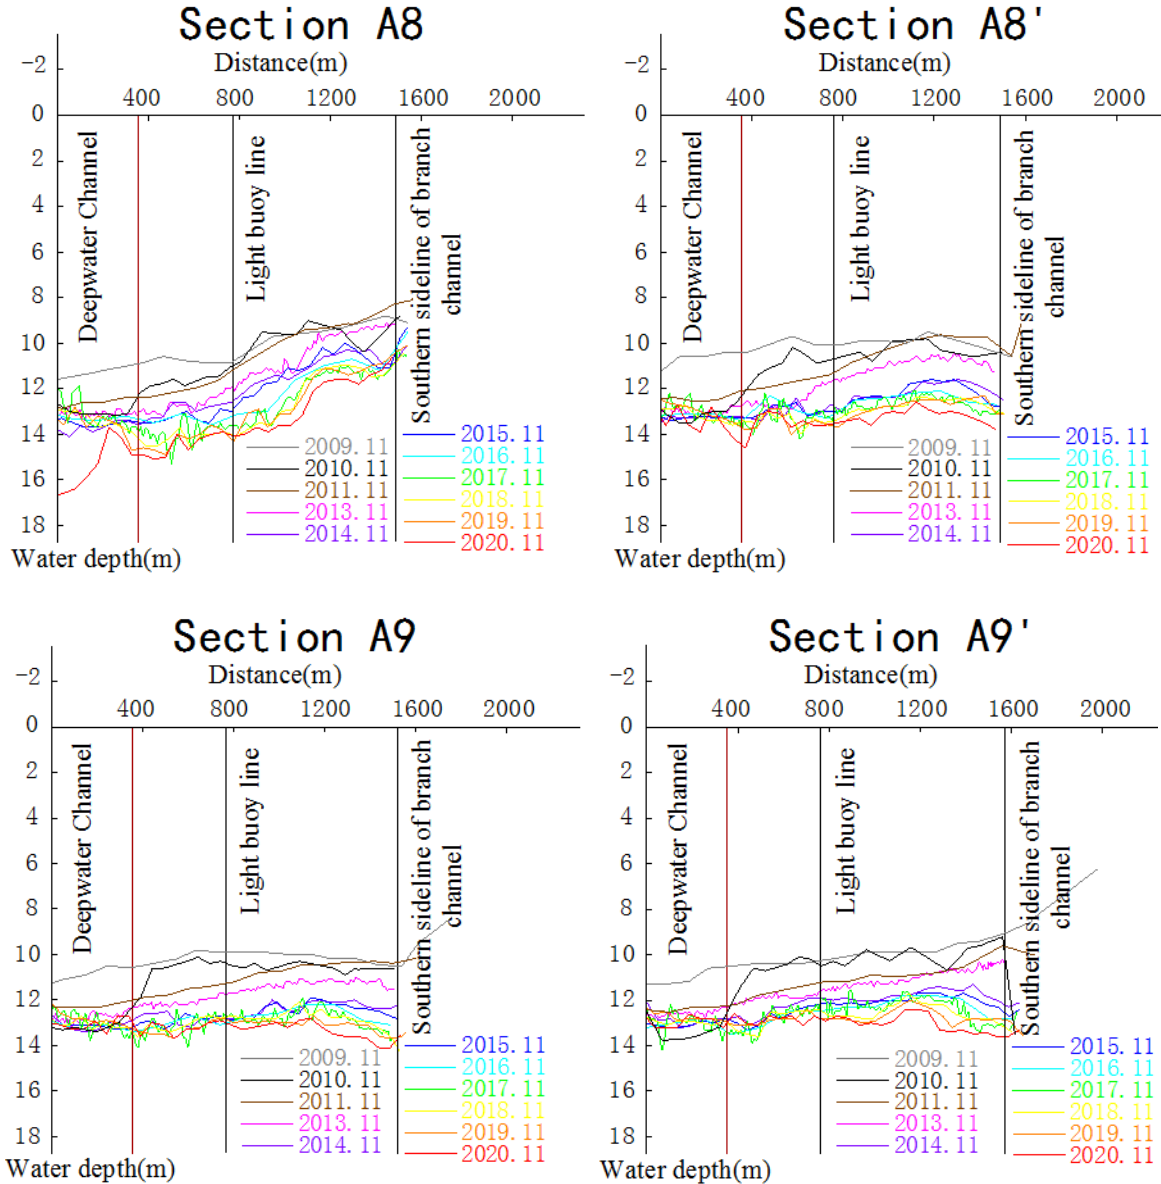 Section A8
Distance(m)
-2
400 800 1200 1600 2000
0
2
4
6
8
10
12
14
16
18
Water depth(m)
Deepwater Channel
Light buoy line
Southern sideline of branch
channel
2009.11
2010.11
2011.11
2013.11
2014.11
2015.11
2016.11
2017.11
2018.11
2019.11
2020.11
Section A8'
Distance(m)
-2
400 800 1200 1600 2000
0
2
4
6
8
10
12
14
16
18
Water depth(m)
Deepwater Channel
Light buoy line
Southern sideline of branch
channel
2009.11
2010.11
2011.11
2013.11
2014.11
2015.11
2016.11
2017.11
2018.11
2019.11
2020.11
Section A9
Distance(m)
-2
400 800 1200 1600 2000
0
2
4
6
8
10
12
14
16
18
Water depth(m)
Deepwater Channel
Light buoy line
Southern sideline of branch
channel
2009.11
2010.11
2011.11
2013.11
2014.11
2015.11
2016.11
2017.11
2018.11
2019.11
2020.11
Section A9'
Distance(m)
-2
400 800 1200 1600 2000
0
2
4
6
8
10
12
14
16
18
Water depth(m)
Deepwater Channel
Light buoy line
Southern sideline of branch
channel
2009.11
2010.11
2011.11
2013.11
2014.11
2015.11
2016.11
2017.11
2018.11
2019.11
2020.11